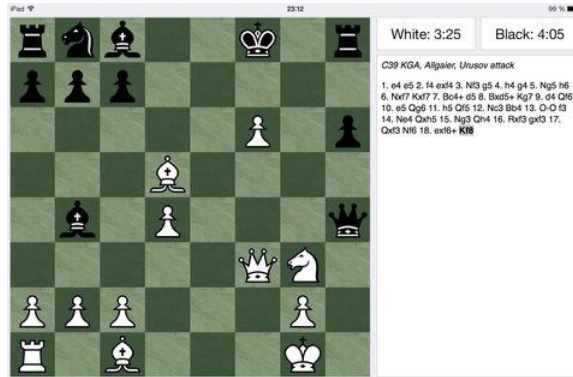 iPad
23:12
99 %
White: 3:25
Black: 4:05
C39 KGA, Allgaier, Urusov attack
1. e4 e5 2. f4 exf4 3. Nf3 g5 4. h4 g4 5. Ng5 h6
6. Nxf7 Kxf7 7. Bc4+ d5 8. Bxd5+ Kg7 9. d4 Qf6
10. e5 Qg6 11. h5 Qf5 12. Nc3 Bb4 13. O-O f3
14. Ne4 Qxh5 15. Ng3 Qh4 16. Rxf3 gxf3 17.
Qxf3 Nf6 18. exf6+ Kf8